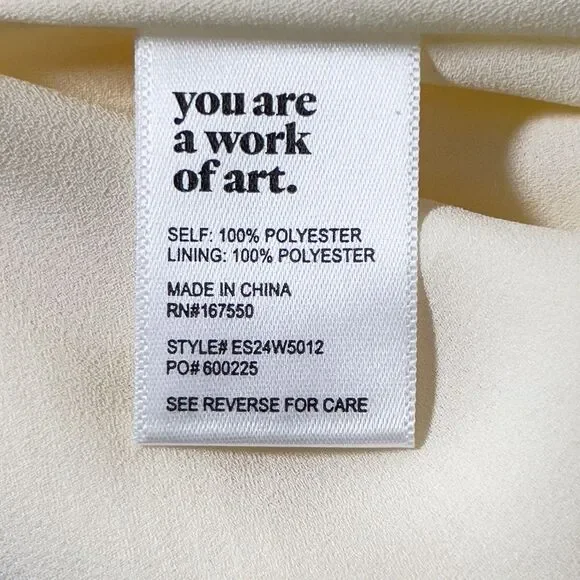 you are
a work
of art.
SELF: 100% POLYESTER
LINING: 100% POLYESTER
MADE IN CHINA
RN#167550
STYLE# ES24W5012
PO# 600225
SEE REVERSE FOR CARE